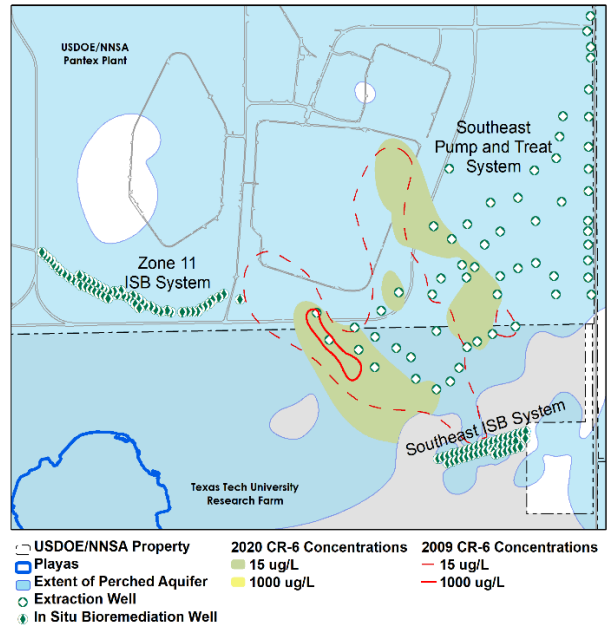 USDOE/NNSA
Pantex Plant
Southeast
Pump and Treat
System
Zone 11
ISB System
Southeast ISB System
Texas Tech University
Research Farm
USDOE/NNSA Property
Playas
Extent of Perched Aquifer
Extraction Well
In Situ Bioremediation Well
2020 CR-6 Concentrations
15 ug/L
1000 ug/L
2009 CR-6 Concentrations
15 ug/L
1000 ug/L